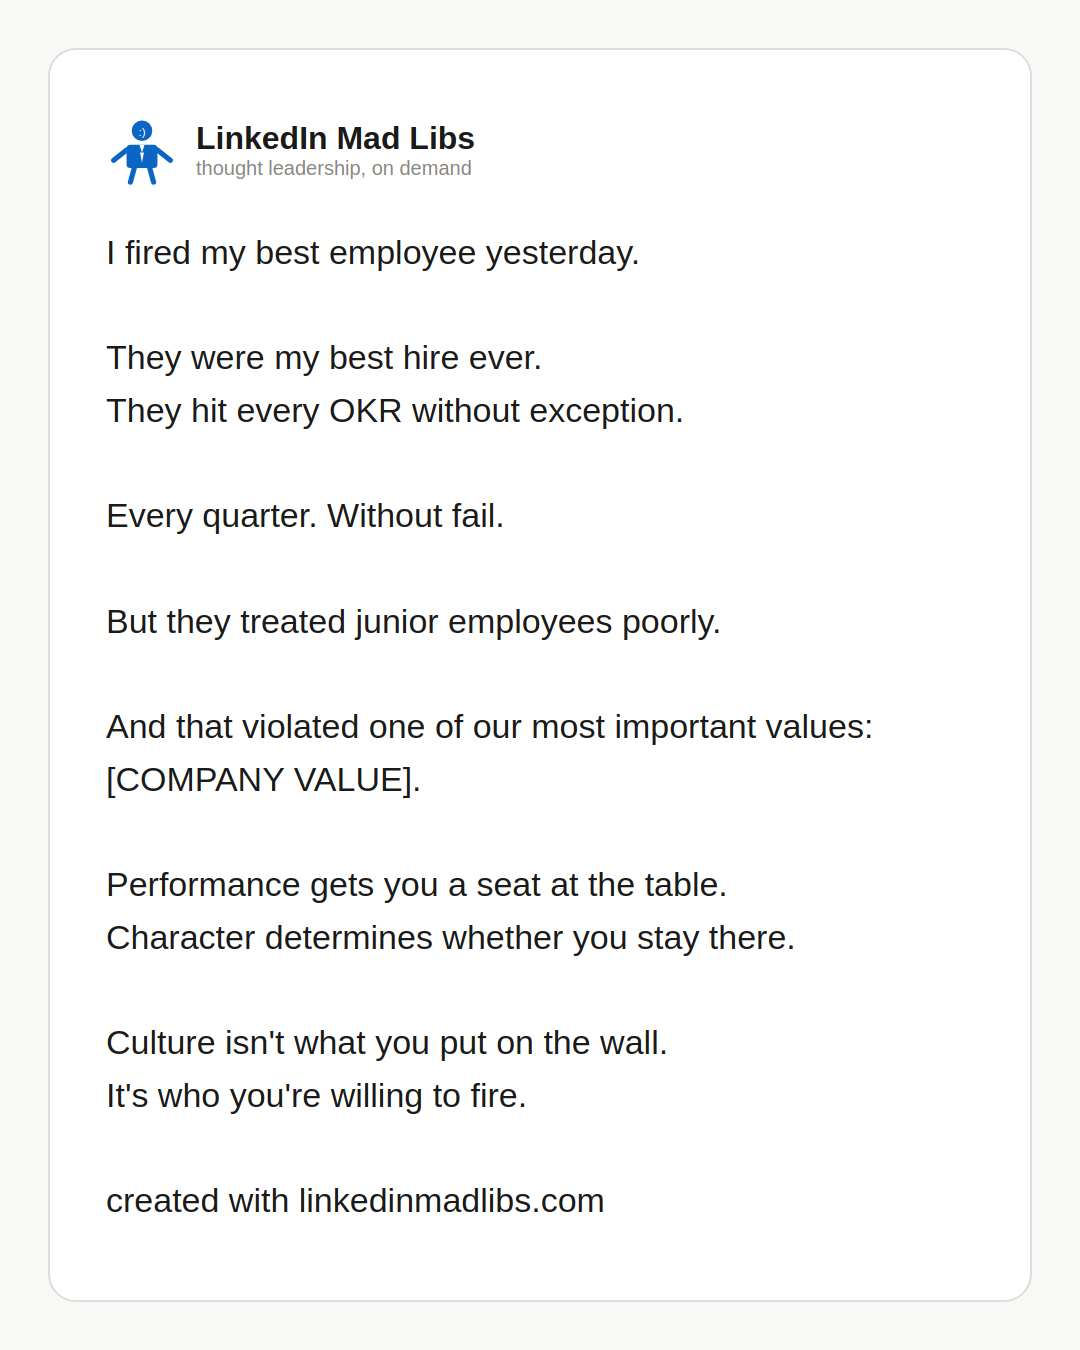 :)
LinkedIn Mad Libs
thought leadership, on demand
I fired my best employee yesterday.
They were my best hire ever.
They hit every OKR without exception.
Every quarter. Without fail.
But they treated junior employees poorly.
And that violated one of our most important values:
[COMPANY VALUE].
Performance gets you a seat at the table.
Character determines whether you stay there.
Culture isn't what you put on the wall.
It's who you're willing to fire.
created with linkedinmadlibs.com